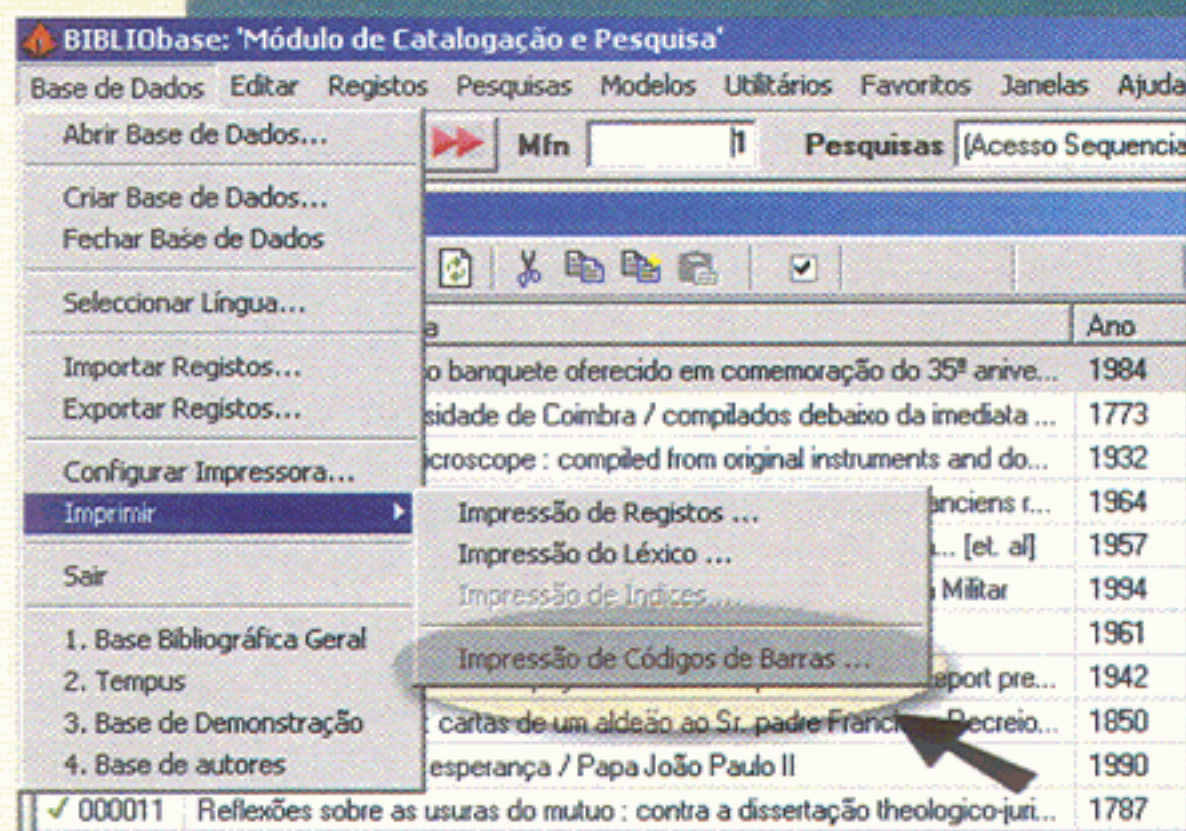 BIBLIObase: 'Módulo de Catalogação e Pesquisa'
Base de Dados Editar Registos Pesquisas Modelos Utilitários Favoritos Janelas Ajuda
Abrir Base de Dados...
Mfn 1 Pesquisas (Acesso Sequencia
Criar Base de Dados...
Fechar Base de Dados
Seleccionar Língua...
a Ano
Importar Registos...
o banquete oferecido em comemoração do 35ª anive... 1984
Exportar Registos...
sidade de Coimbra / compilados debaixo da imediata ... 1773
icroscope : compiled from original instruments and do... 1932
Configurar Impressora...
Imprimir
Impressão de Registos ...
anciens r... 1964
Impressão do Léxico ...
... [et. al] 1957
Sair
Impressão de Indices ...
Militar 1994
1. Base Bibliográfica Geral
1961
Impressão de Códigos de Barras ...
2. Tempus
eport pre... 1942
3. Base de Demonstração
: cartas de um aldeão ao Sr. padre Recreio... 1850
4. Base de autores
esperança / Papa João Paulo II 1990
000011 Reflexões sobre as usuras do mutuo : contra a dissertação theologico-juri... 1787